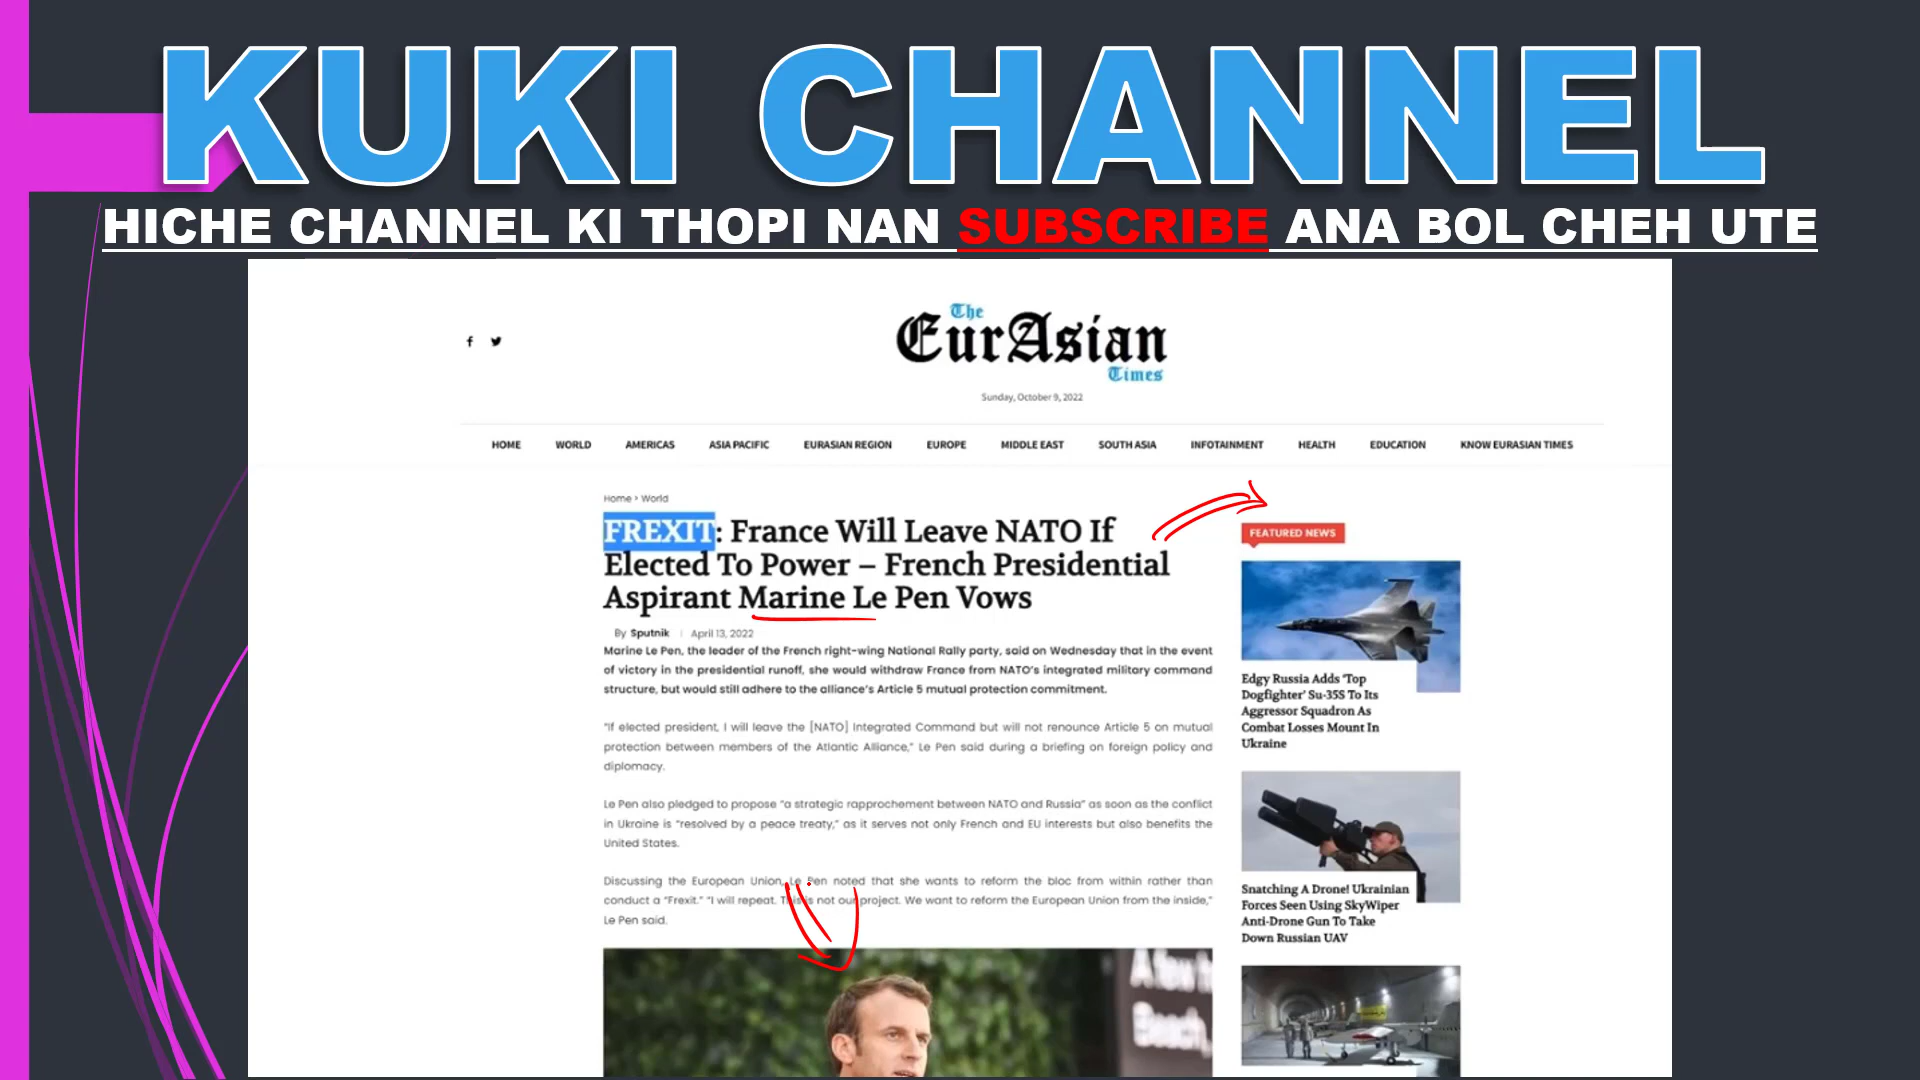 KUKI CHANNEL
HICHE CHANNEL KI THOPI NAN SUBSCRIBE ANA BOL CHEH UTE
The
EurAsian
Times
Sunday, October 9, 2022
HOME WORLD AMERICAS ASIA PACIFIC EURASIAN REGION EUROPE MIDDLE EAST SOUTH ASIA INFOTAINMENT HEALTH EDUCATION KNOW EURASIAN TIMES
Home › World
FREXIT: France Will Leave NATO If
Elected To Power – French Presidential
Aspirant Marine Le Pen Vows
By Sputnik | April 13, 2022
Marine Le Pen, the leader of the French right-wing National Rally party, said on Wednesday that in the event
of victory in the presidential runoff, she would withdraw France from NATO's integrated military command
structure, but would still adhere to the alliance's Article 5 mutual protection commitment.
"If elected president, I will leave the [NATO] Integrated Command but will not renounce Article 5 on mutual
protection between members of the Atlantic Alliance," Le Pen said during a briefing on foreign policy and
diplomacy.
Le Pen also pledged to propose "a strategic rapprochement between NATO and Russia" as soon as the conflict
in Ukraine is "resolved by a peace treaty," as it serves not only French and EU interests but also benefits the
United States.
Discussing the European Union, Le Pen noted that she wants to reform the bloc from within rather than
conduct a "Frexit." "I will repeat. This is not our project. We want to reform the European Union from the inside,"
Le Pen said.
A few
Beach,
FEATURED NEWS
Edgy Russia Adds 'Top
Dogfighter' Su-35S To Its
Aggressor Squadron As
Combat Losses Mount In
Ukraine
Snatching A Drone! Ukrainian
Forces Seen Using SkyWiper
Anti-Drone Gun To Take
Down Russian UAV